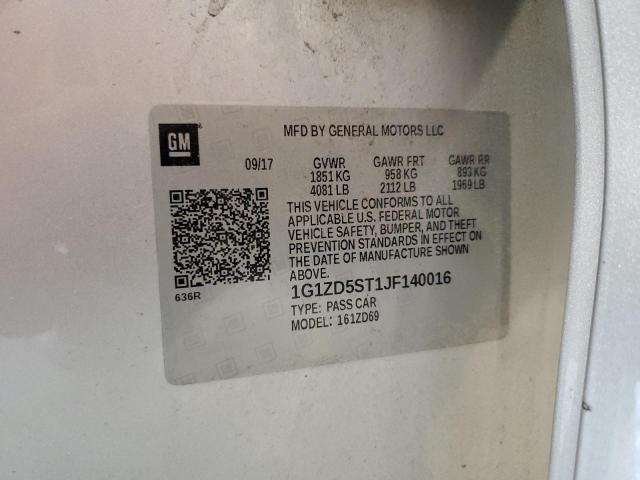 GM
MFD BY GENERAL MOTORS LLC
09/17 GVWR GAWR FRT GAWR RR
1851 KG 958 KG 893 KG
4081 LB 2112 LB 1969 LB
THIS VEHICLE CONFORMS TO ALL
APPLICABLE U.S. FEDERAL MOTOR
VEHICLE SAFETY, BUMPER, AND THEFT
PREVENTION STANDARDS IN EFFECT ON
THE DATE OF MANUFACTURE SHOWN
ABOVE.
636R
1G1ZD5ST1JF140016
TYPE: PASS CAR
MODEL: 161ZD69